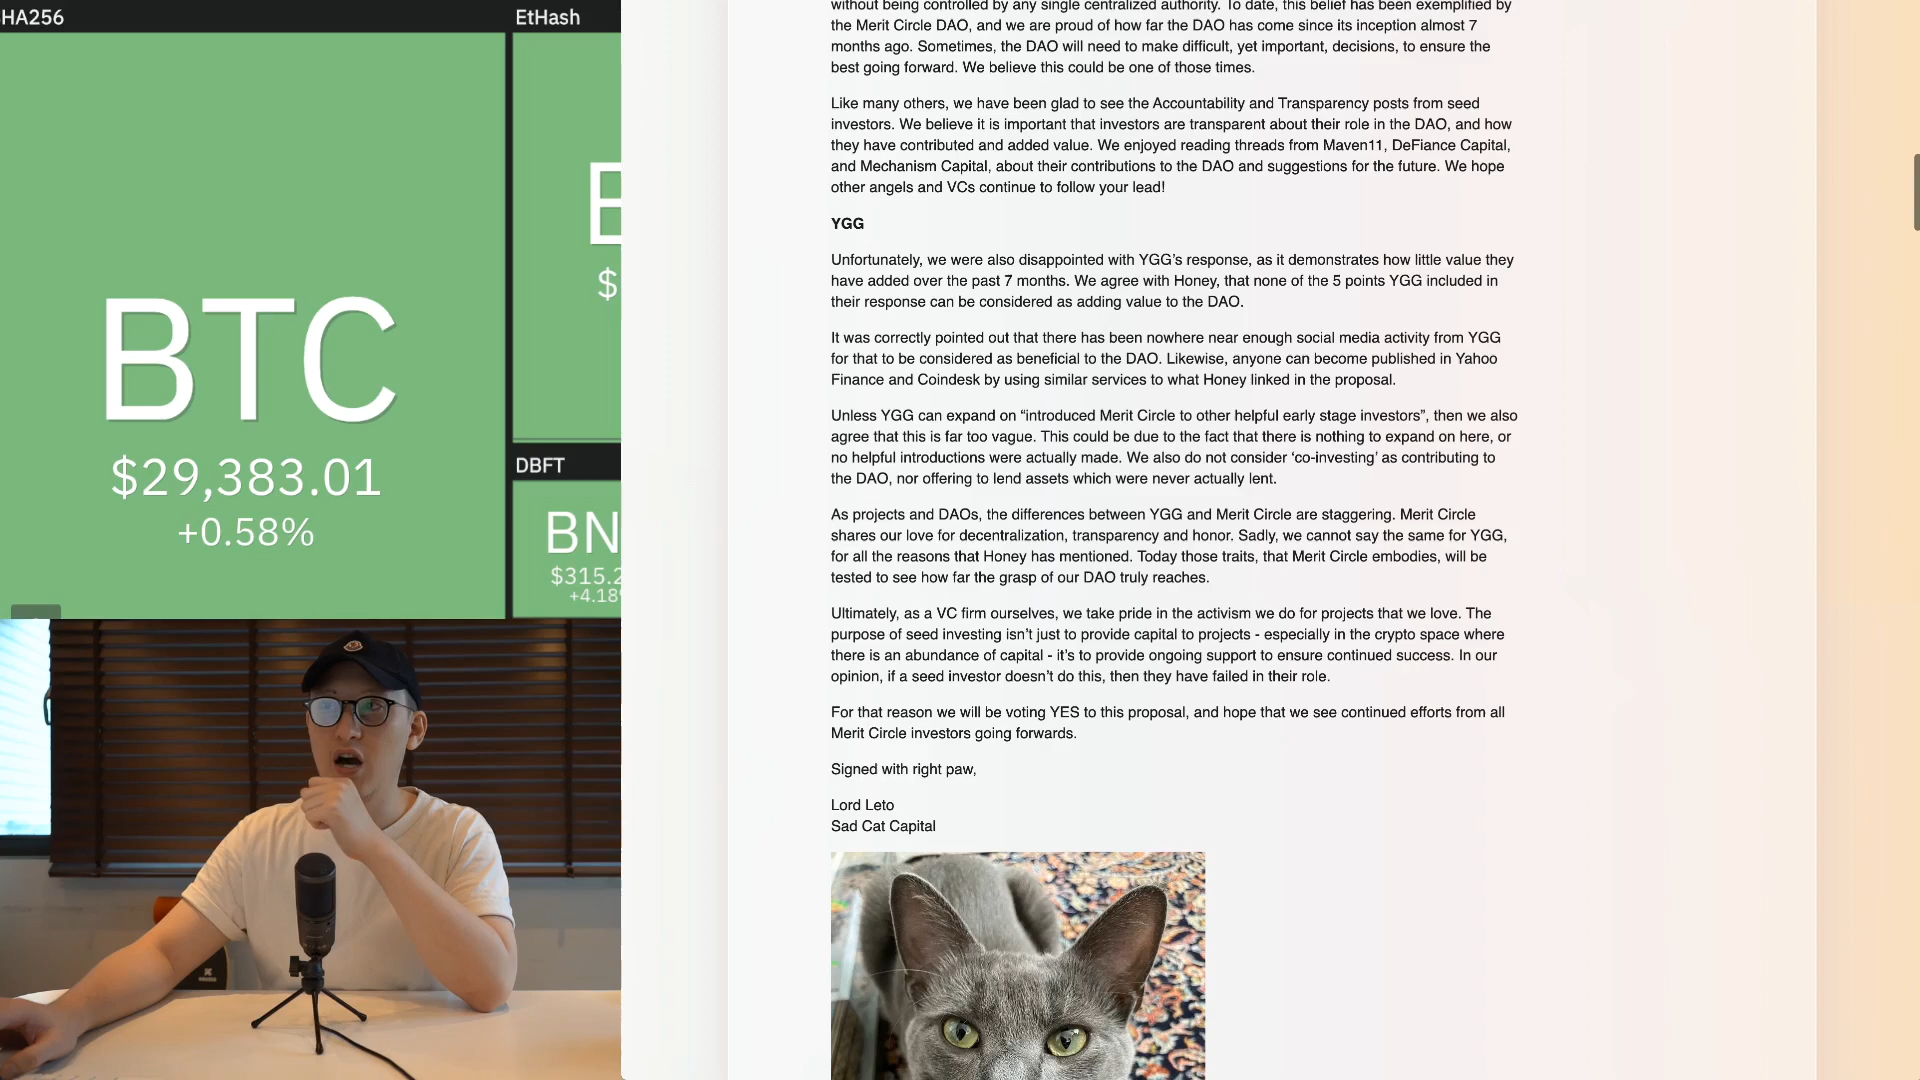 HA256
BTC
$29,383.01
+0.58%
EtHash
$
DBFT
BN
$315.2
+4.18
without being controlled by any single centralized authority. To date, this belief has been exemplified by
the Merit Circle DAO, and we are proud of how far the DAO has come since its inception almost 7
months ago. Sometimes, the DAO will need to make difficult, yet important, decisions, to ensure the
best going forward. We believe this could be one of those times.
Like many others, we have been glad to see the Accountability and Transparency posts from seed
investors. We believe it is important that investors are transparent about their role in the DAO, and how
they have contributed and added value. We enjoyed reading threads from Maven11, DeFiance Capital,
and Mechanism Capital, about their contributions to the DAO and suggestions for the future. We hope
other angels and VCs continue to follow your lead!
YGG
Unfortunately, we were also disappointed with YGG’s response, as it demonstrates how little value they
have added over the past 7 months. We agree with Honey, that none of the 5 points YGG included in
their response can be considered as adding value to the DAO.
It was correctly pointed out that there has been nowhere near enough social media activity from YGG
for that to be considered as beneficial to the DAO. Likewise, anyone can become published in Yahoo
Finance and Coindesk by using similar services to what Honey linked in the proposal.
Unless YGG can expand on “introduced Merit Circle to other helpful early stage investors”, then we also
agree that this is far too vague. This could be due to the fact that there is nothing to expand on here, or
no helpful introductions were actually made. We also do not consider ‘co-investing’ as contributing to
the DAO, nor offering to lend assets which were never actually lent.
As projects and DAOs, the differences between YGG and Merit Circle are staggering. Merit Circle
shares our love for decentralization, transparency and honor. Sadly, we cannot say the same for YGG,
for all the reasons that Honey has mentioned. Today those traits, that Merit Circle embodies, will be
tested to see how far the grasp of our DAO truly reaches.
Ultimately, as a VC firm ourselves, we take pride in the activism we do for projects that we love. The
purpose of seed investing isn’t just to provide capital to projects - especially in the crypto space where
there is an abundance of capital - it’s to provide ongoing support to ensure continued success. In our
opinion, if a seed investor doesn’t do this, then they have failed in their role.
For that reason we will be voting YES to this proposal, and hope that we see continued efforts from all
Merit Circle investors going forwards.
Signed with right paw,
Lord Leto
Sad Cat Capital